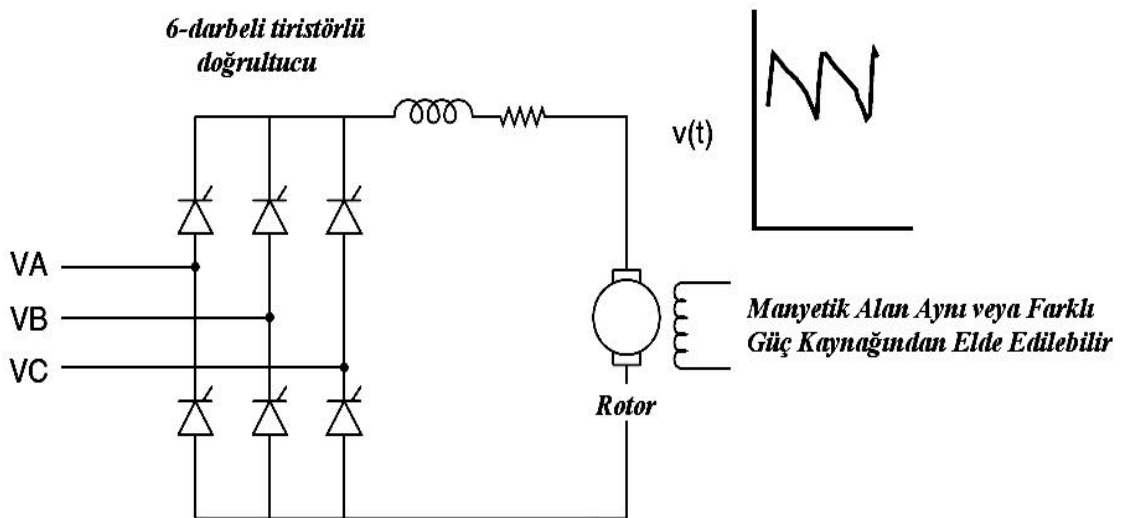 6-darbeli tiristörlü
doğrultucu
v(t)
VA
VB
VC
Manyetik Alan Aynı veya Farklı
Güç Kaynağından Elde Edilebilir
Rotor